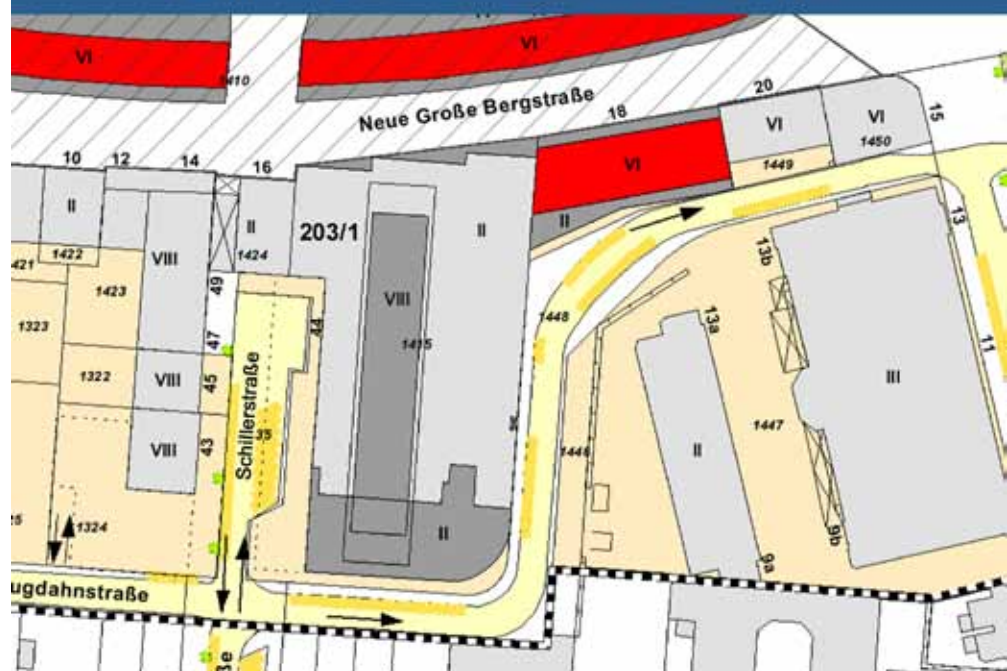 VI
VI
1410
Neue Große Bergstraße
18
20
15
VI
VI
VI
1449
1450
10
12
14
16
II
1422
1421
1423
VIII
II
1424
203/1
II
VIII
1415
II
1448
13
13b
13a
11
1323
49
47
44
1322
VIII
45
VIII
43
Schillerstraße
35
III
1447
II
1446
9b
9a
1324
II
ugdahnstraße
ße